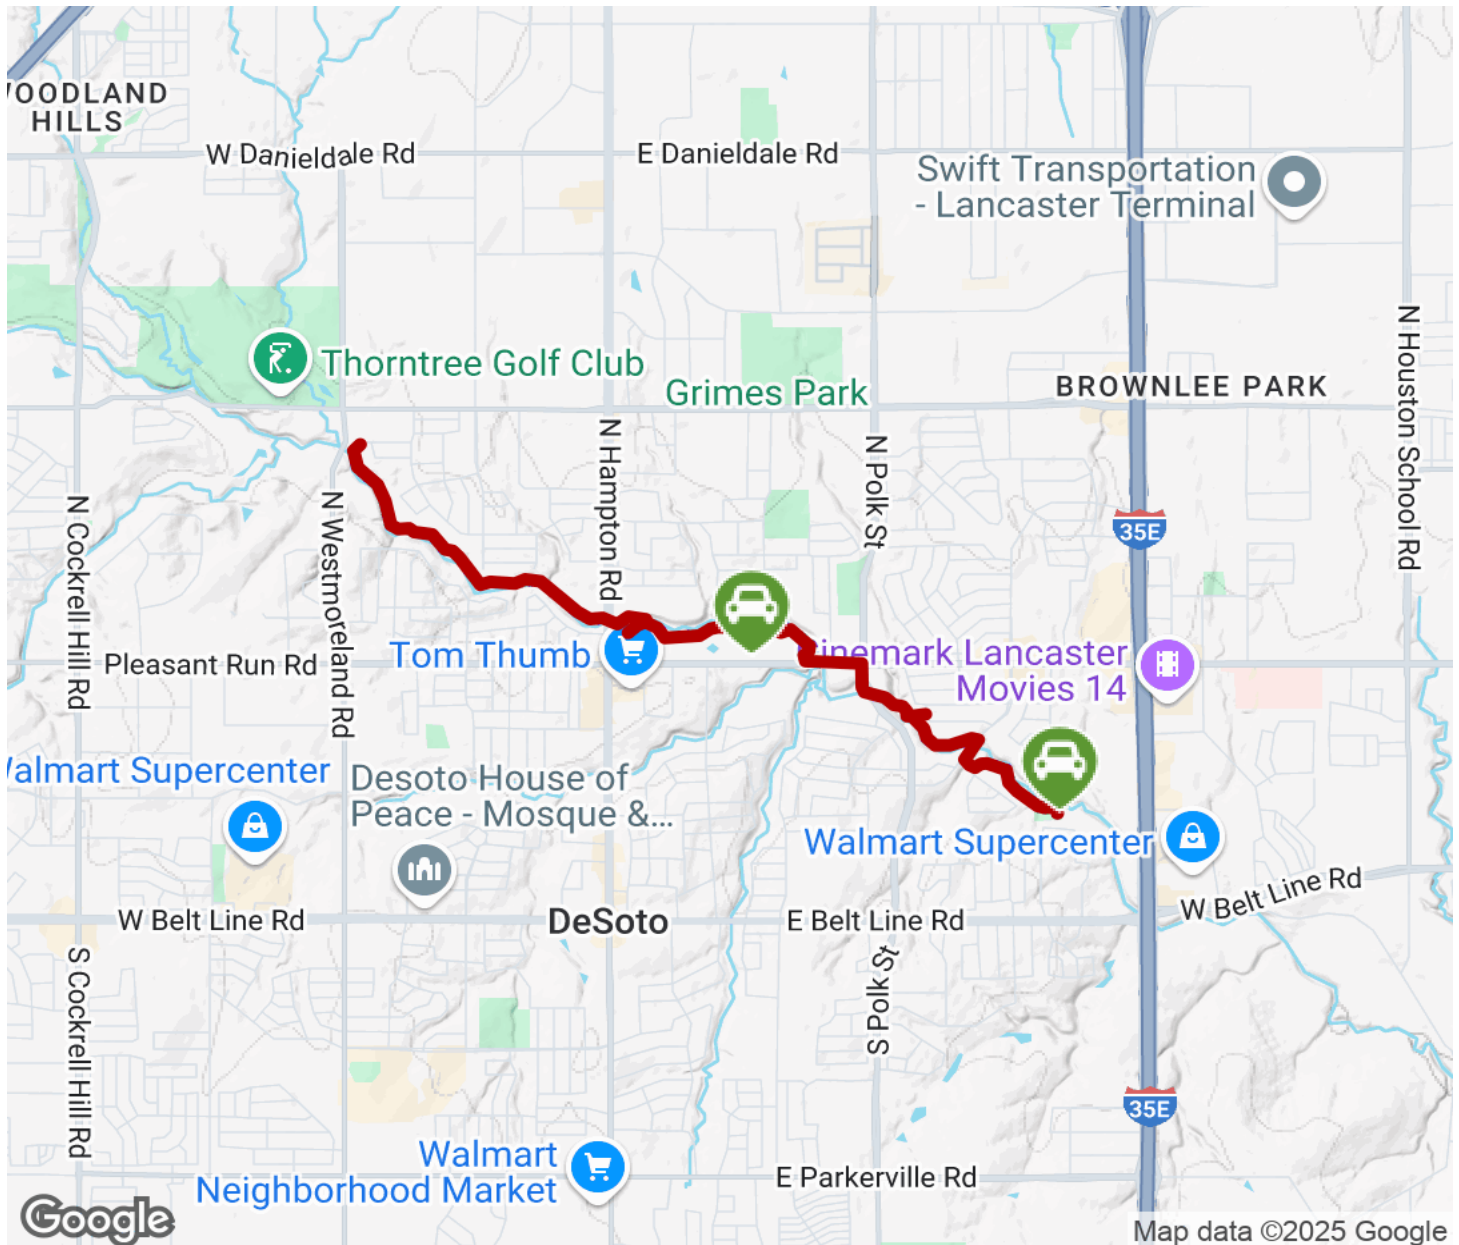 WOODLAND
HILLS
W Danieldale Rd
E Danieldale Rd
Swift Transportation
- Lancaster Terminal
Thorntree Golf Club
Grimes Park
BROWNLEE PARK
N Houston School Rd
N Hampton Rd
N Polk St
N Cockrell Hill Rd
N Westmoreland Rd
35E
Pleasant Run Rd
Tom Thumb
Cinemark Lancaster
Movies 14
Walmart Supercenter
Desoto House of
Peace - Mosque &...
Walmart Supercenter
W Belt Line Rd
DeSoto
E Belt Line Rd
W Belt Line Rd
S Cockrell Hill Rd
S Polk St
35E
Walmart
Neighborhood Market
E Parkerville Rd
Google
Map data ©2025 Google